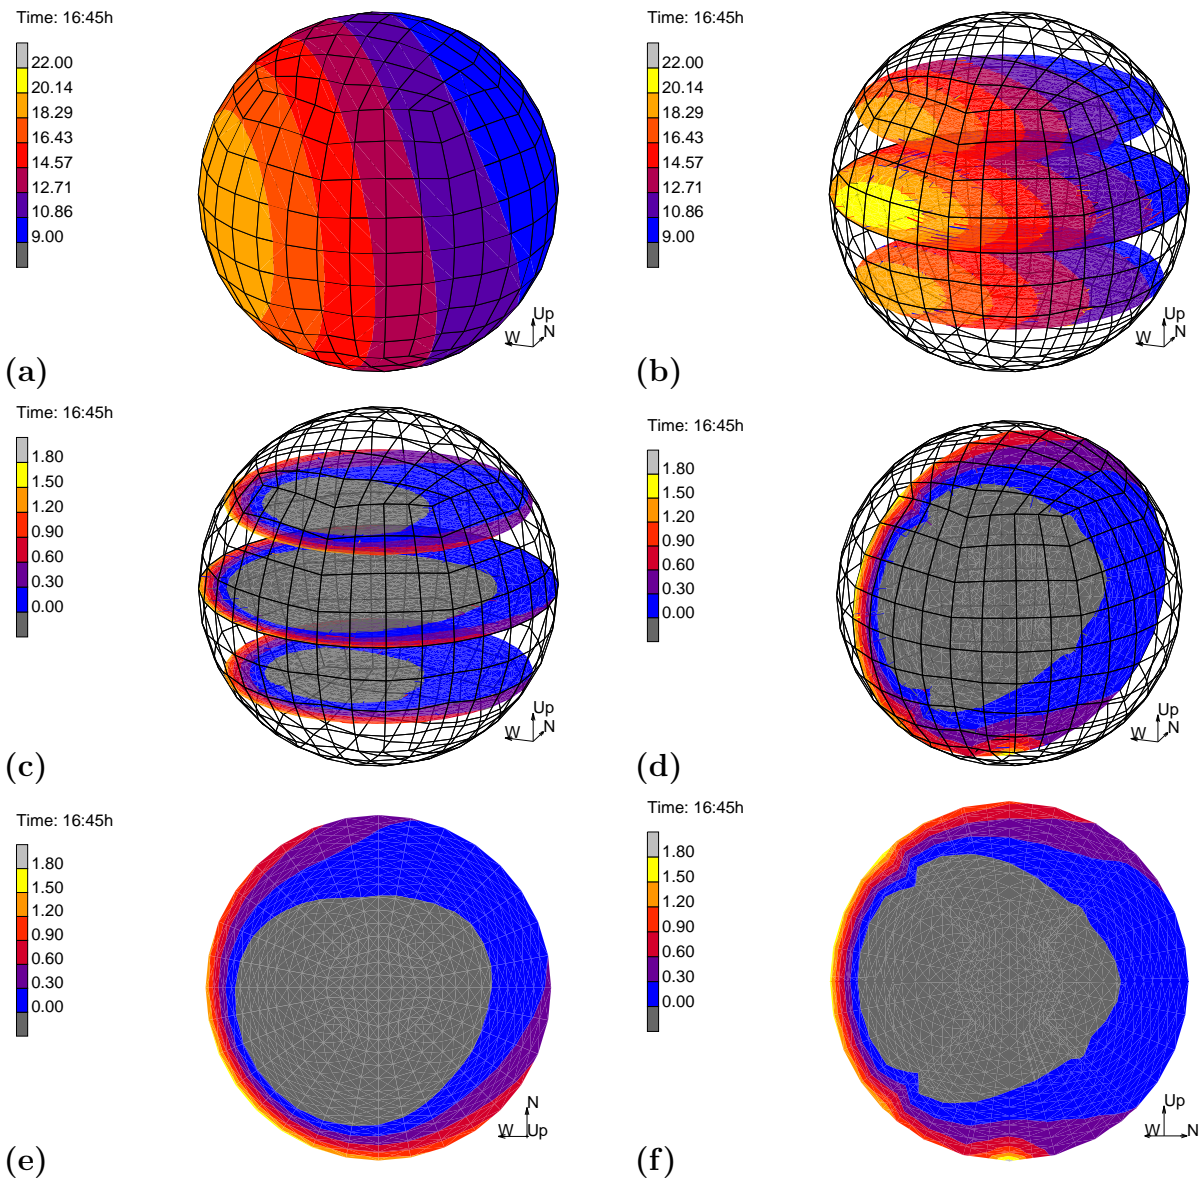 Time: 16:45h
22.00
20.14
18.29
16.43
14.57
12.71
10.86
9.00
Up
W N
(a)
Time: 16:45h
22.00
20.14
18.29
16.43
14.57
12.71
10.86
9.00
Up
W N
(b)
Time: 16:45h
1.80
1.50
1.20
0.90
0.60
0.30
0.00
Up
W N
(c)
Time: 16:45h
1.80
1.50
1.20
0.90
0.60
0.30
0.00
Up
W N
(d)
Time: 16:45h
1.80
1.50
1.20
0.90
0.60
0.30
0.00
N
W Up
(e)
Time: 16:45h
1.80
1.50
1.20
0.90
0.60
0.30
0.00
Up
W N
(f)